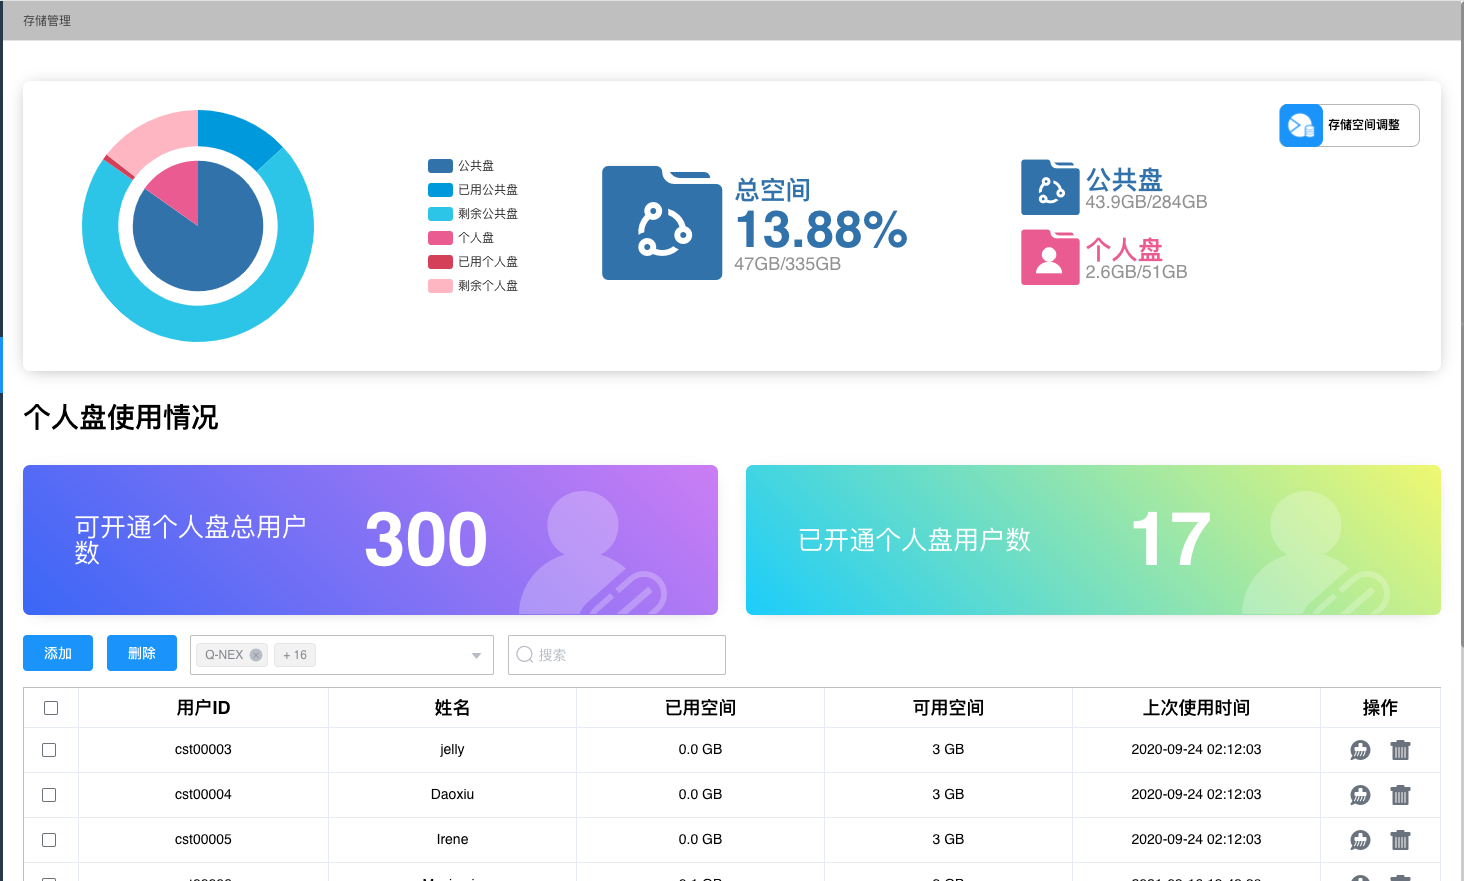 存储管理
存储空间调整
公共盘
已用公共盘
剩余公共盘
个人盘
已用个人盘
剩余个人盘
总空间
13.88%
47GB/335GB
公共盘
43.9GB/284GB
个人盘
2.6GB/51GB
个人盘使用情况
可开通个人盘总用户
数
300
已开通个人盘用户数
17
添加 删除 Q-NEX + 16 搜索
用户ID 姓名 已用空间 可用空间 上次使用时间 操作
cst00003 jelly 0.0 GB 3 GB 2020-09-24 02:12:03
cst00004 Daoxiu 0.0 GB 3 GB 2020-09-24 02:12:03
cst00005 Irene 0.0 GB 3 GB 2020-09-24 02:12:03